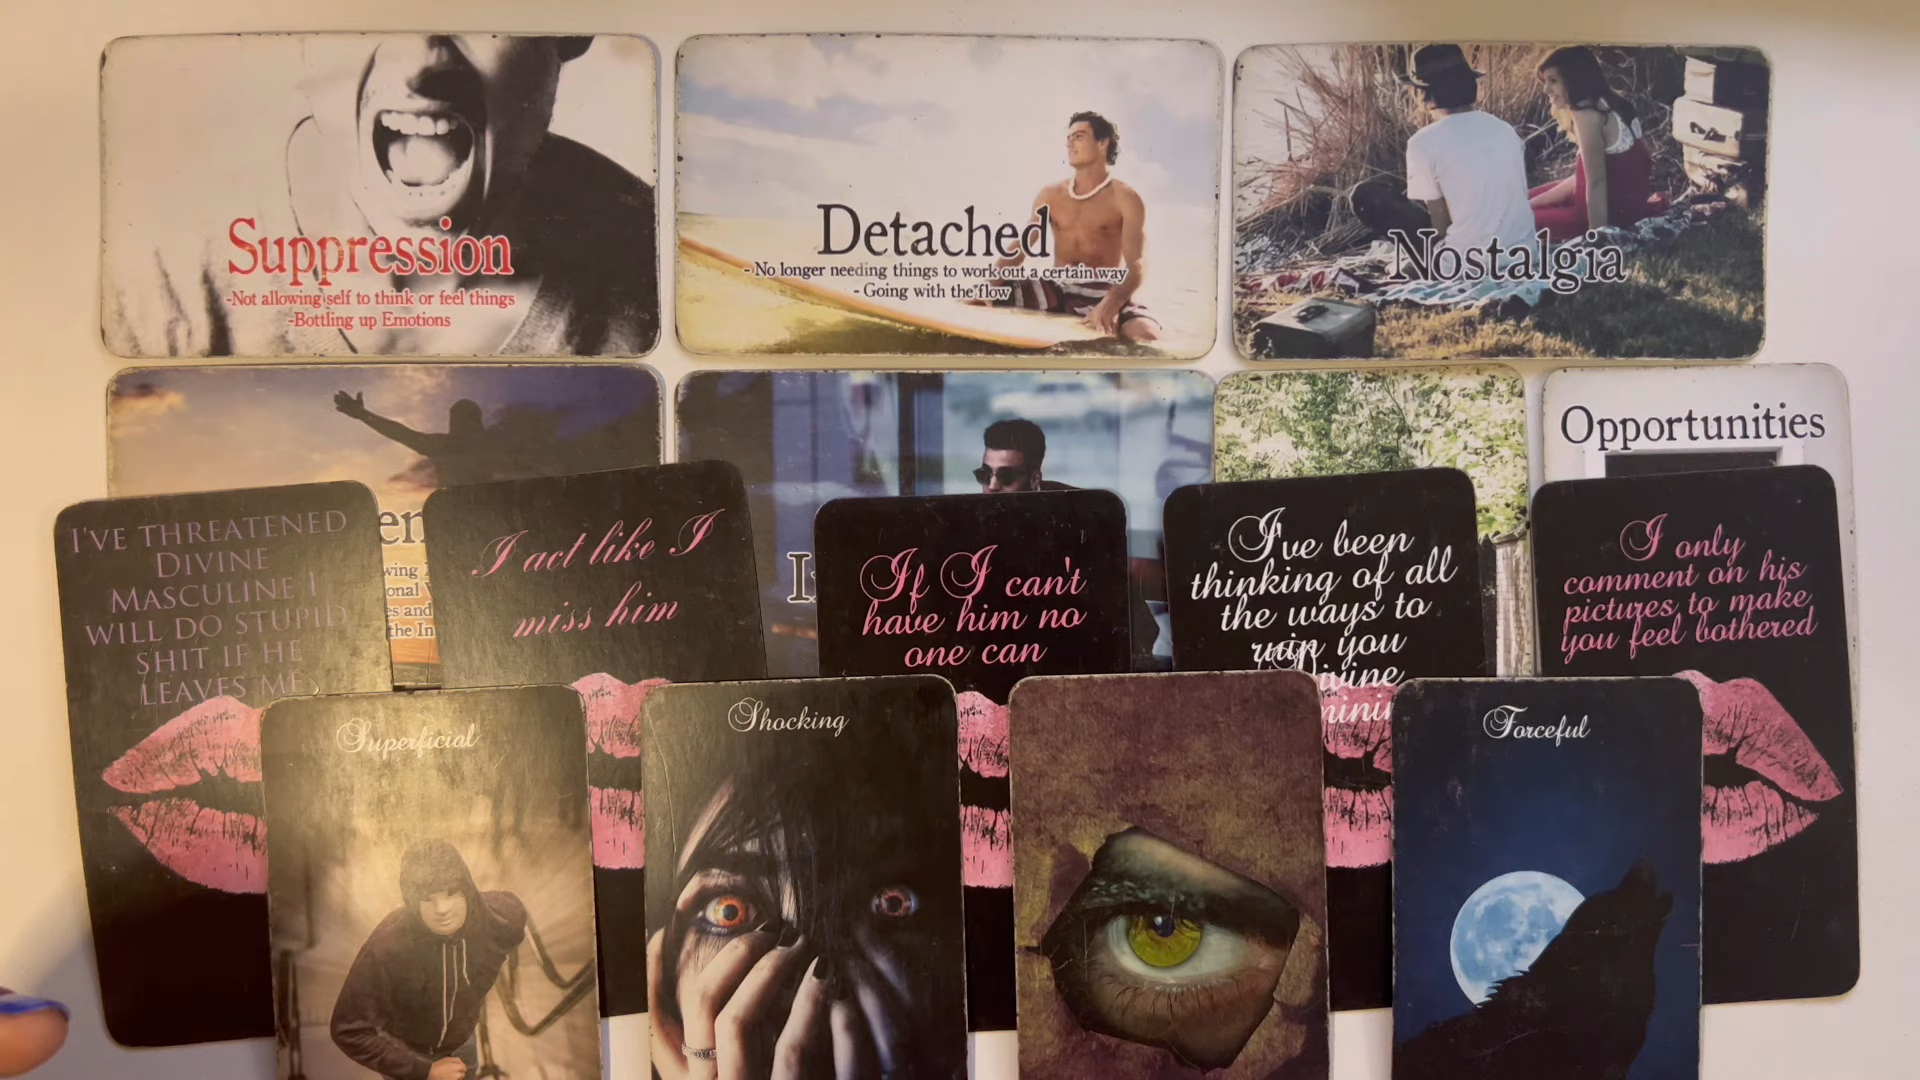 Suppression
-Not allowing self to think or feel things
-Bottling up Emotions
Detached
- No longer needing things to work out a certain way
- Going with the flow
Nostalgia
Opportunities
I'VE THREATENED
DIVINE
MASCULINE I
WILL DO STUPID
SHIT IF HE
LEAVES ME
I act like I
miss him
If I can't
have him no
one can
I've been
thinking of all
the ways to
ruin you
I only
comment on his
pictures to make
you feel bothered
Superficial
Shocking
Forceful